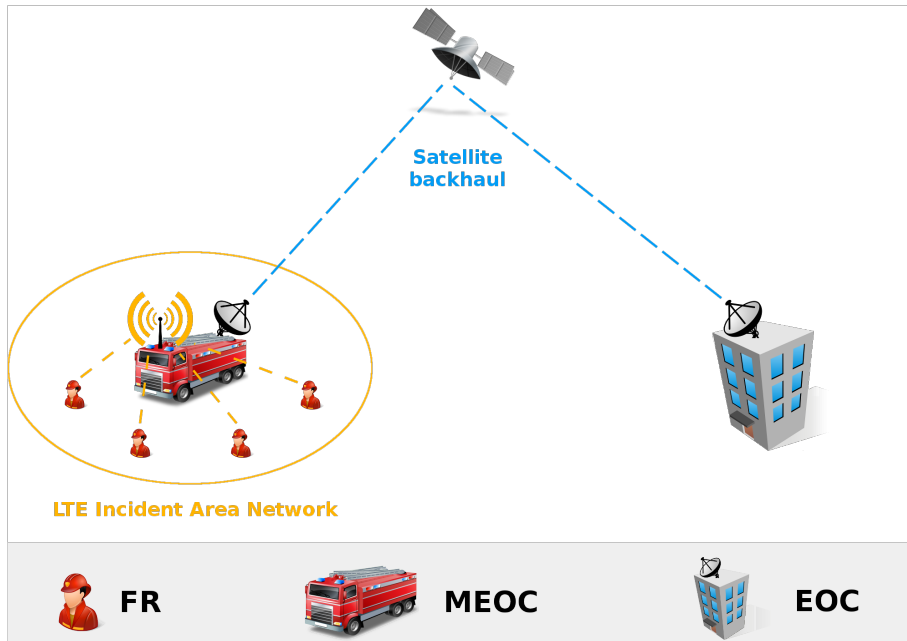 Satellite
backhaul
LTE Incident Area Network
FR
MEOC
EOC